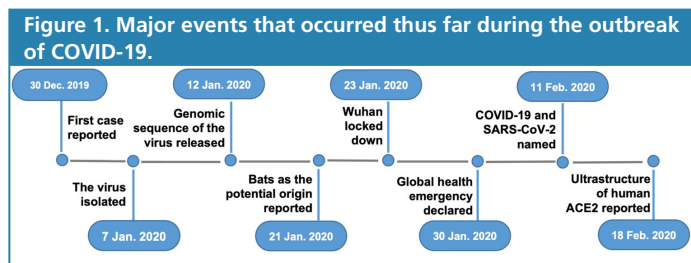 Figure 1. Major events that occurred thus far during the outbreak
of COVID-19.
30 Dec. 2019
First case
reported
The virus
isolated
7 Jan. 2020
12 Jan. 2020
Genomic
sequence of the
virus released
Bats as the
potential origin
reported
21 Jan. 2020
23 Jan. 2020
Wuhan
locked
down
Global health
emergency
declared
30 Jan. 2020
11 Feb. 2020
COVID-19 and
SARS-CoV-2
named
Ultrastructure
of human
ACE2 reported
18 Feb. 2020